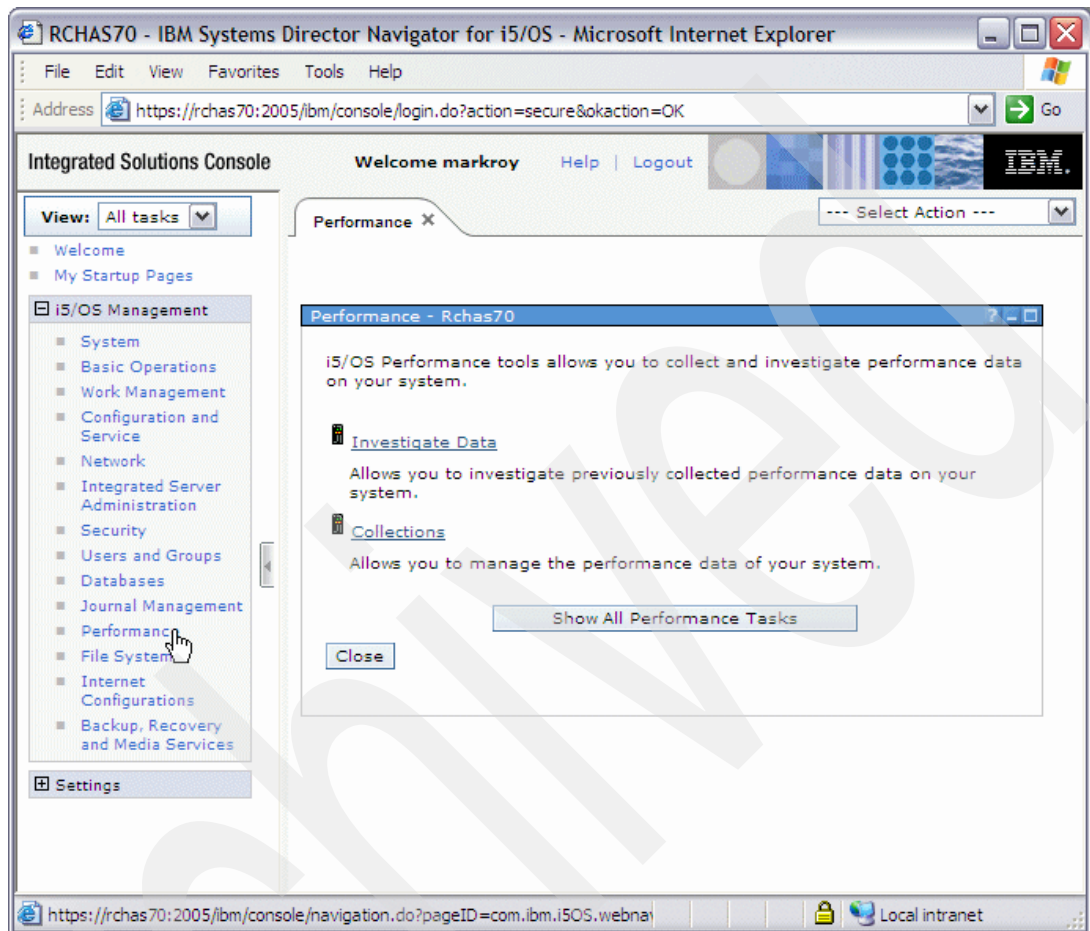 RCHAS70 - IBM Systems Director Navigator for i5/OS - Microsoft Internet Explorer
File Edit View Favorites Tools Help
Address https://rchas70:2005/ibm/console/login.do?action=secure&okaction=OK Go
Integrated Solutions Console Welcome markroy Help | Logout IBM.
View: All tasks
Performance X
--- Select Action ---
Welcome
My Startup Pages
i5/OS Management
System
Basic Operations
Work Management
Configuration and
Service
Network
Integrated Server
Administration
Security
Users and Groups
Databases
Journal Management
Performance
File System
Internet
Configurations
Backup, Recovery
and Media Services
Settings
Performance - Rchas70
i5/OS Performance tools allows you to collect and investigate performance data
on your system.
Investigate Data
Allows you to investigate previously collected performance data on your
system.
Collections
Allows you to manage the performance data of your system.
Show All Performance Tasks
Close
https://rchas70:2005/ibm/console/navigation.do?pageID=com.ibm.i5OS.webnav
Local intranet